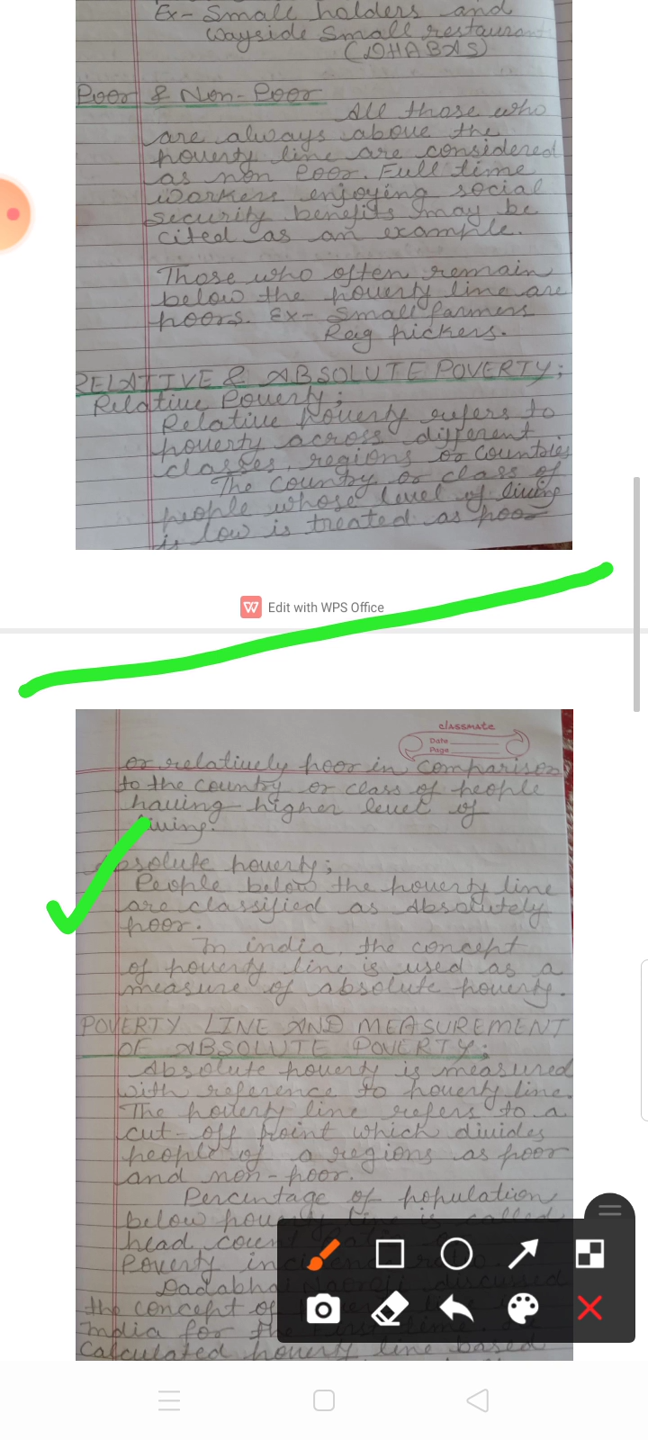 Ex- Small holders and
wayside small restaurant
(DHABAS)
Poor & Non-Poor
All those who
are always above the
poverty line are considered
as non Poor. Full time
workers enjoying social
security benefits may be
cited as an example.
Those who often remain
below the poverty line are
poors. Ex- Small farmers
Rag pickers.
RELATIVE & ABSOLUTE POVERTY;
Relative Poverty;
Relative poverty refers to
poverty across different
classes, regions or countries
The country or class of
people whose level of living
is low is treated as poor
Edit with WPS Office
classmate
Date
Page
or relatively poor in comparison
to the country or class of people
having higher level of
living.
absolute poverty;
People below the poverty line
are classified as Absolutely
poor.
In india, the concept
of poverty line is used as a
measure of absolute poverty.
POVERTY LINE AND MEASUREMENT
OF ABSOLUTE POVERTY:
Absolute poverty is measured
with reference to poverty line.
The poverty line refers to a
cut-off point which divides
people of a regions as poor
and non-poor.
Percentage of population
below poverty line is called
head count
Poverty
Dadabhai Naoroji discussed
the concept of
India for the
Calculated poverty line based